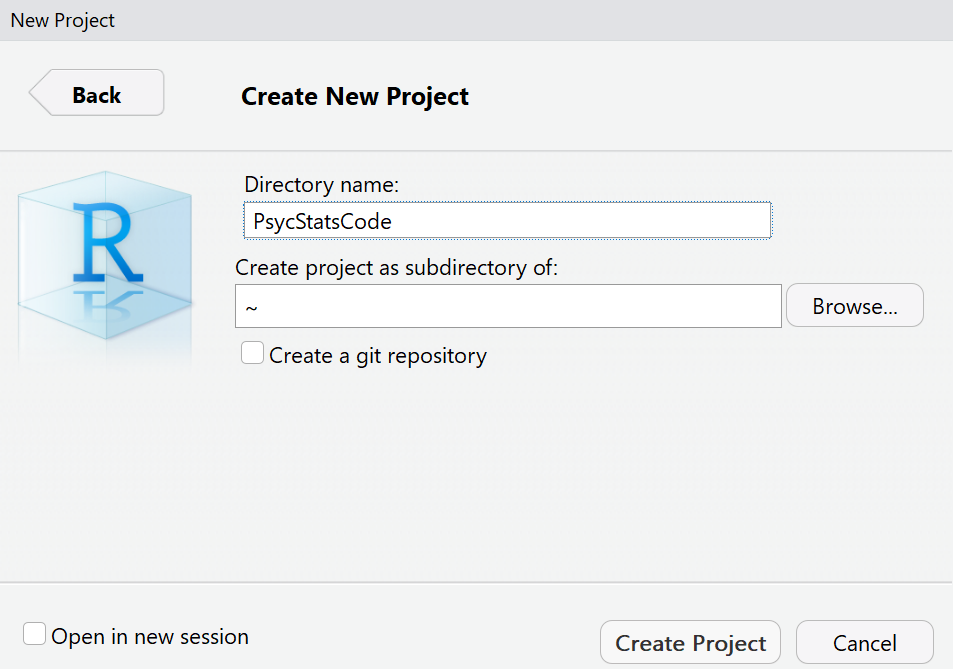 New Project
Back
Create New Project
R
Directory name:
PsycStatsCode
Create project as subdirectory of:
~
Browse...
Create a git repository
Open in new session
Create Project
Cancel